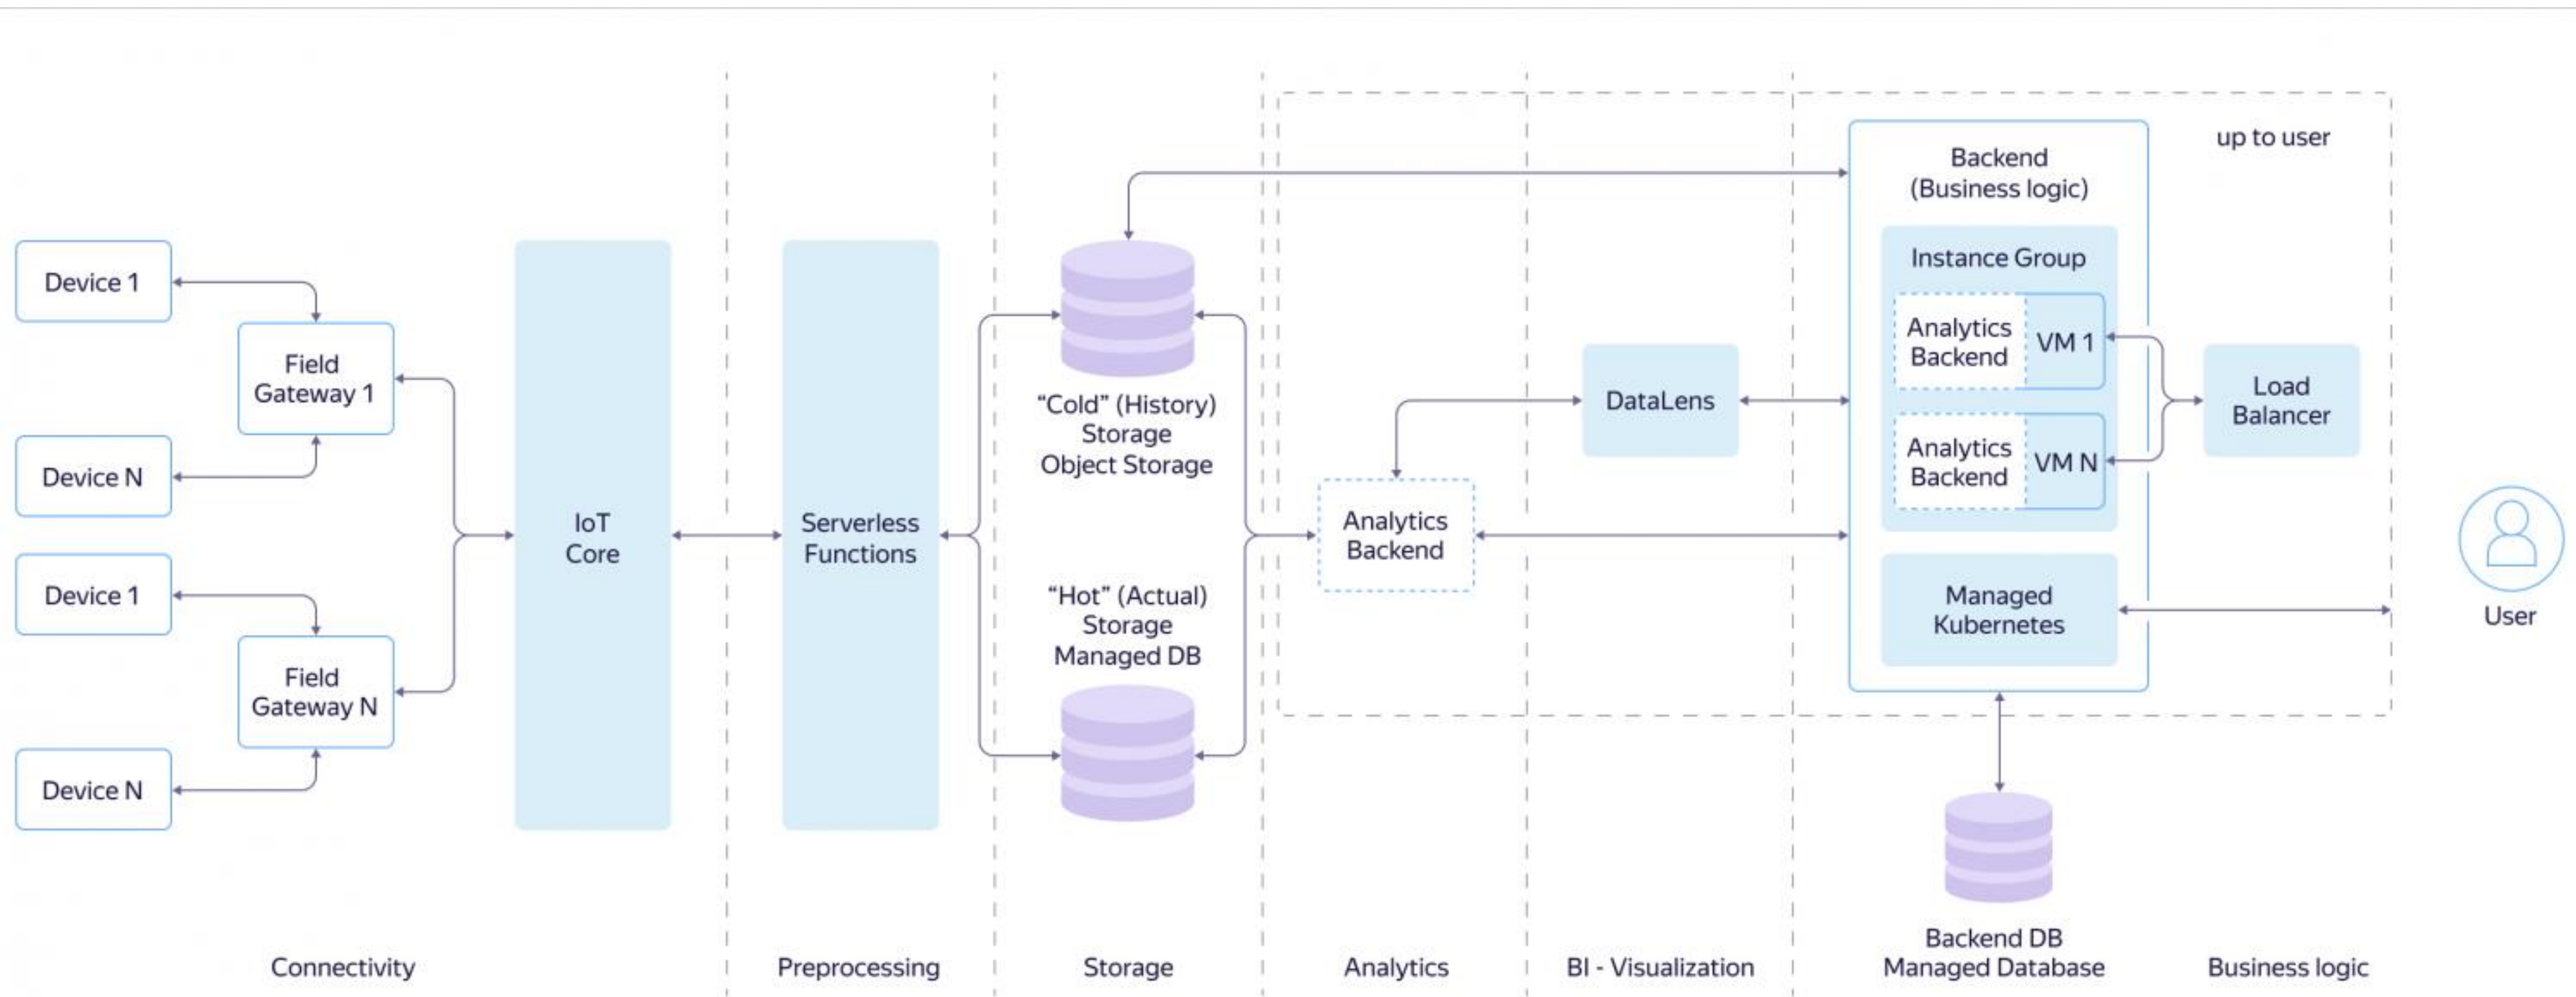 Device 1
Field
Gateway 1
Device N
Device 1
Field
Gateway N
Device N
IoT
Core
Connectivity
Serverless
Functions
Preprocessing
“Cold” (History)
Storage
Object Storage
“Hot” (Actual)
Storage
Managed DB
Storage
Analytics
Backend
Analytics
DataLens
BI - Visualization
up to user
Backend
(Business logic)
Instance Group
Analytics
Backend
VM 1
Analytics
Backend
VM N
Managed
Kubernetes
Load
Balancer
Backend DB
Managed Database
Business logic
User